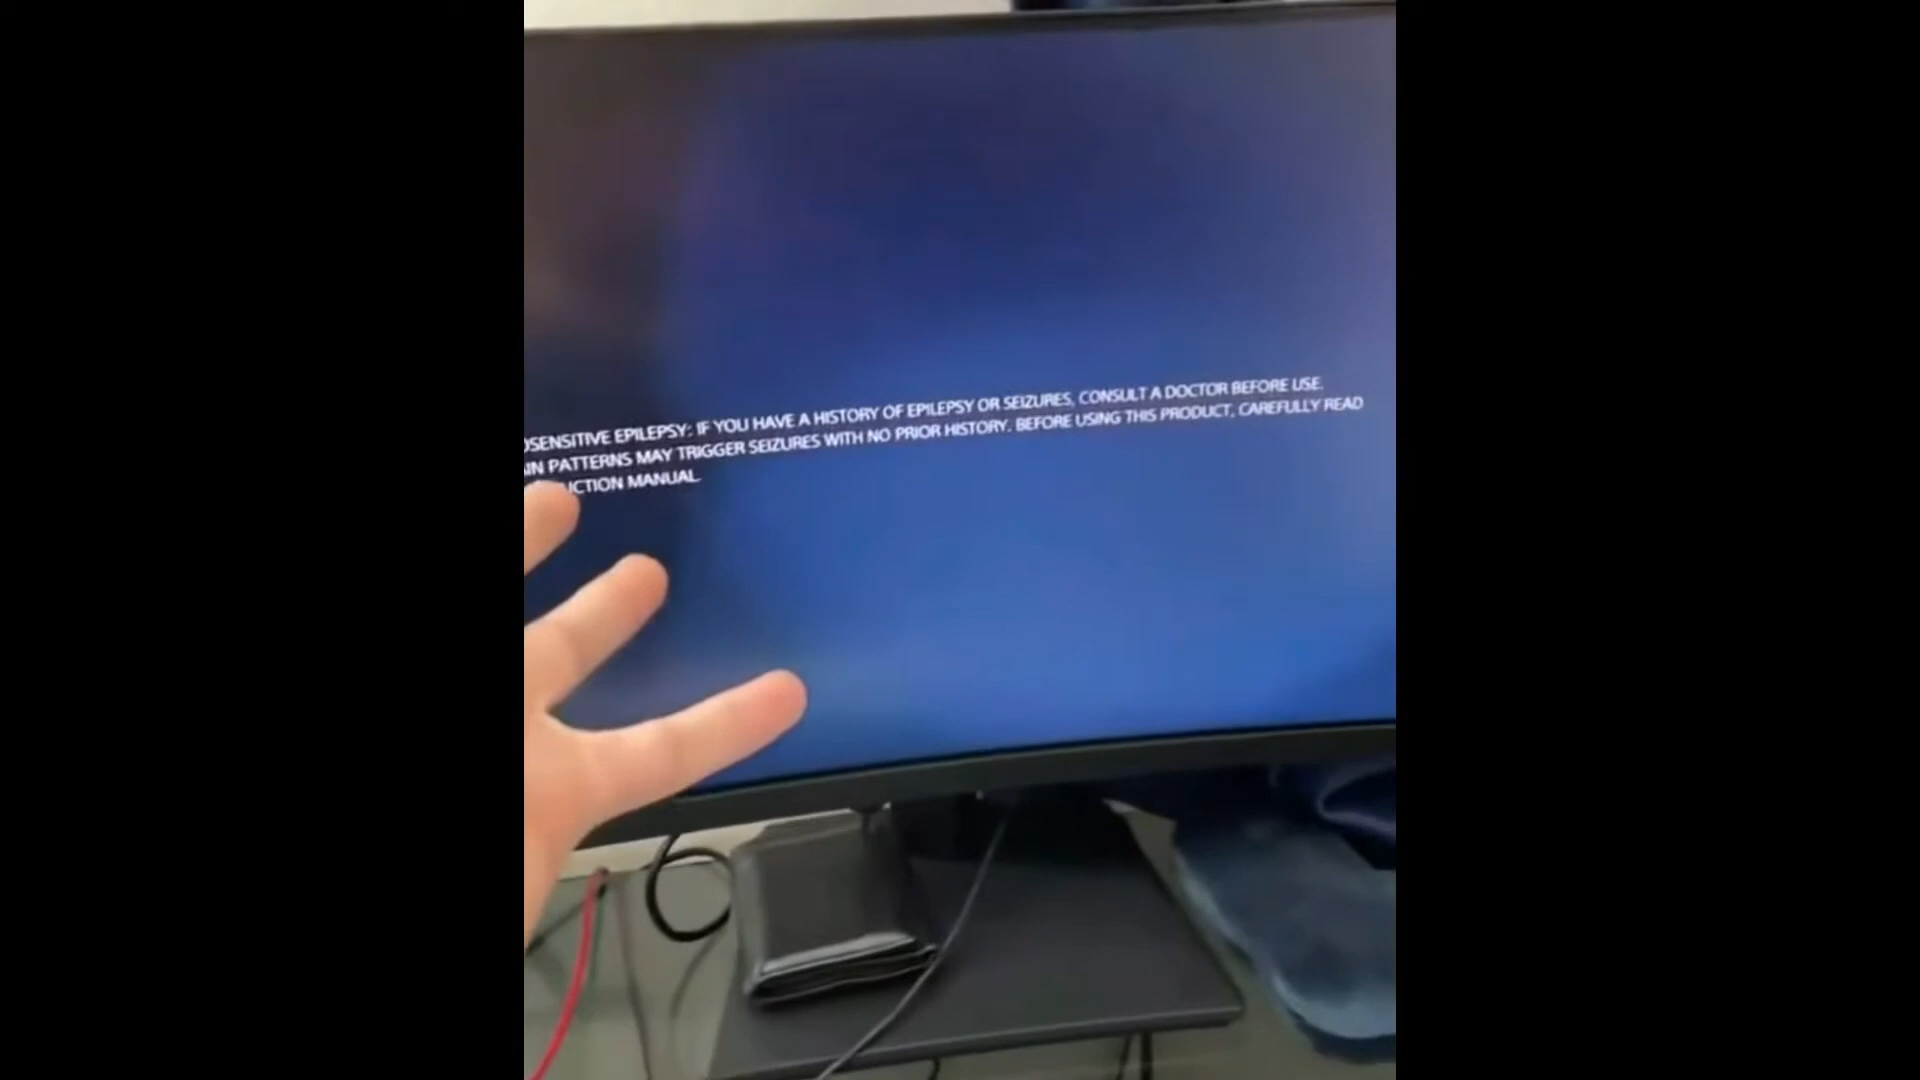 OSENSITIVE EPILEPSY: IF YOU HAVE A HISTORY OF EPILEPSY OR SEIZURES, CONSULT A DOCTOR BEFORE USE.
IN PATTERNS MAY TRIGGER SEIZURES WITH NO PRIOR HISTORY. BEFORE USING THIS PRODUCT, CAREFULLY READ
UCTION MANUAL.